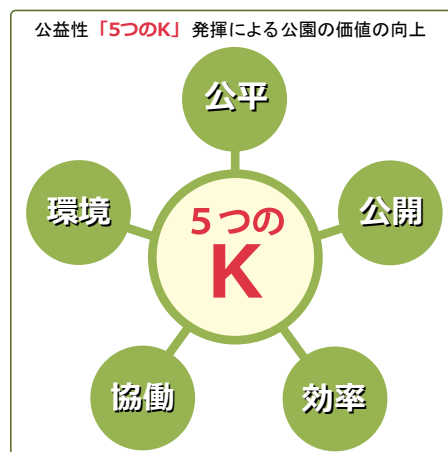 公益性「5つのK」発揮による公園の価値の向上
公平
環境
５つの
K
公開
協働
効率